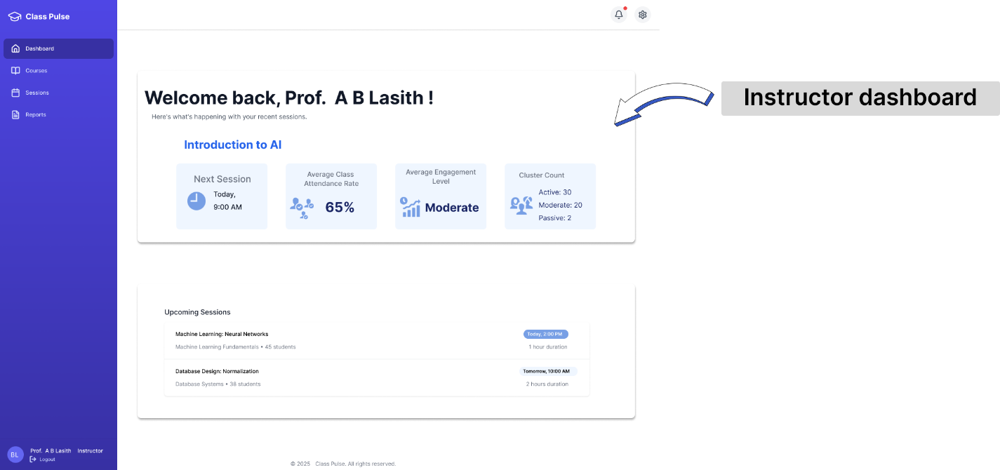 Class Pulse
Dashboard
Courses
Sessions
Reports
Welcome back, Prof. A B Lasith !
Here's what's happening with your recent sessions.
Instructor dashboard
Introduction to AI
Next Session
Today,
9:00 AM
Average Class
Attendance Rate
65%
Average Engagement
Level
Moderate
Cluster Count
Active: 30
Moderate: 20
Passive: 2
Upcoming Sessions
Machine Learning: Neural Networks
Today, 2:00 PM
Machine Learning Fundamentals • 45 students
1 hour duration
Database Design: Normalization
Tomorrow, 10:00 AM
Database Systems • 38 students
2 hours duration
BL
Prof. A B Lasith Instructor
Logout
© 2025 Class Pulse. All rights reserved.